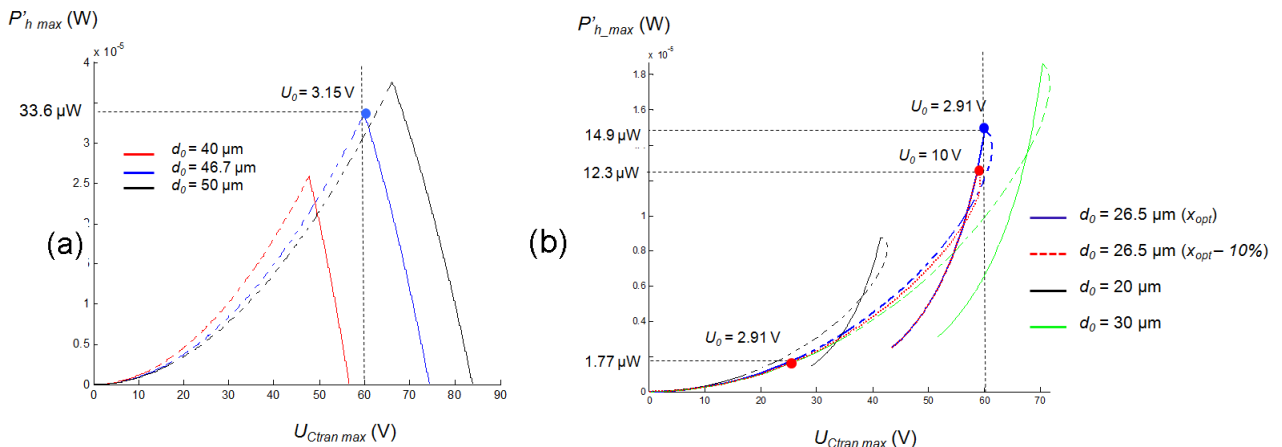 P'h max (W)
x 10-5
4
33.6 µW
3
2.5
2
1
0.5
0
U0 = 3.15 V
d0 = 40 µm
d0 = 46.7 µm
d0 = 50 µm
(a)
0 10 20 30 40 50 60 70 80 90
UCtran max (V)
P'h_max (W)
x 10-5
1.8
1.6
14.9 µW
12.3 µW
1
0.8
0.6
0.4
1.77 µW
0
U0 = 2.91 V
U0 = 10 V
U0 = 2.91 V
(b)
d0 = 26.5 µm (xopt)
d0 = 26.5 µm (xopt – 10%)
d0 = 20 µm
d0 = 30 µm
0 10 20 30 40 50 60 70
UCtran max (V)